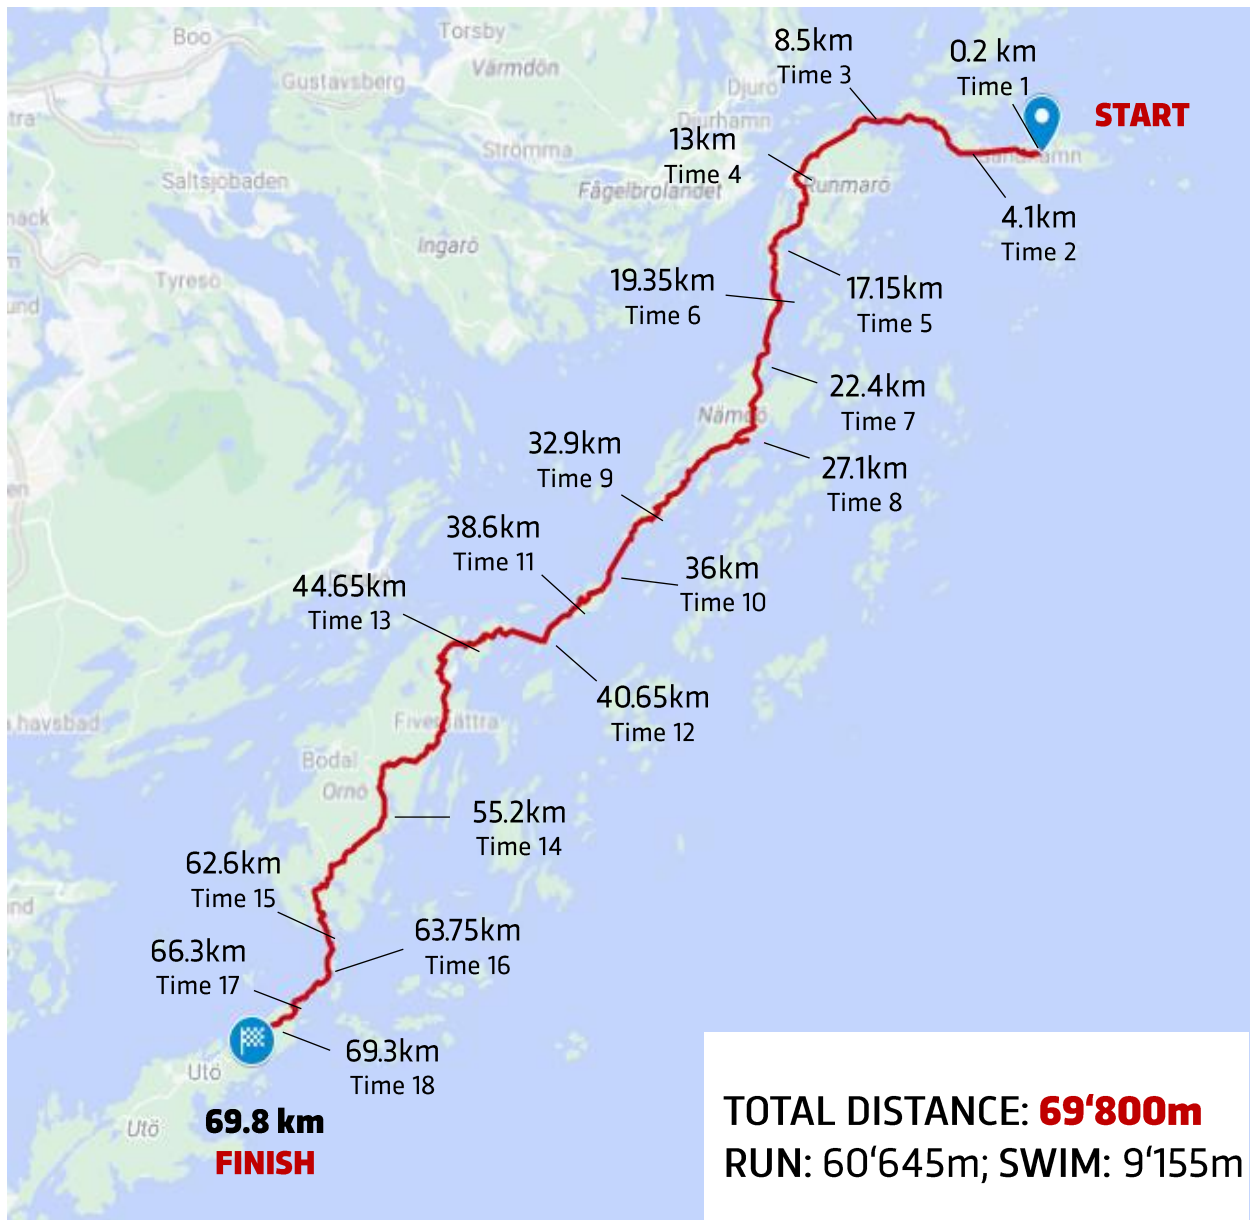 Boo
Torsby
Värmdön
Gustavsberg
Djurö
Djurhamn
Strömma
Fågelbrolandet
Saltsjöbaden
Ingarö
Tyresö
Runmarö
8.5km
Time 3
0.2 km
Time 1
START
13km
Time 4
4.1km
Time 2
19.35km
Time 6
17.15km
Time 5
22.4km
Time 7
32.9km
Time 9
27.1km
Time 8
38.6km
Time 11
36km
Time 10
44.65km
Time 13
40.65km
Time 12
havsbad
Bodal
Ornö
55.2km
Time 14
62.6km
Time 15
63.75km
Time 16
66.3km
Time 17
69.3km
Time 18
Utö
Utö
69.8 km
FINISH
TOTAL DISTANCE: 69‘800m
RUN: 60‘645m; SWIM: 9‘155m